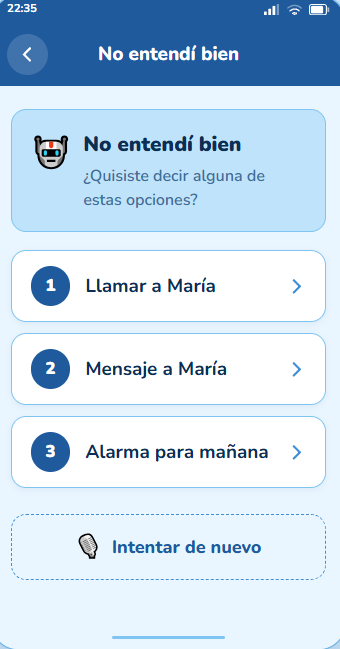 22:35
No entendí bien
No entendí bien
¿Quisiste decir alguna de
estas opciones?
1 Llamar a María
2 Mensaje a María
3 Alarma para mañana
Intentar de nuevo